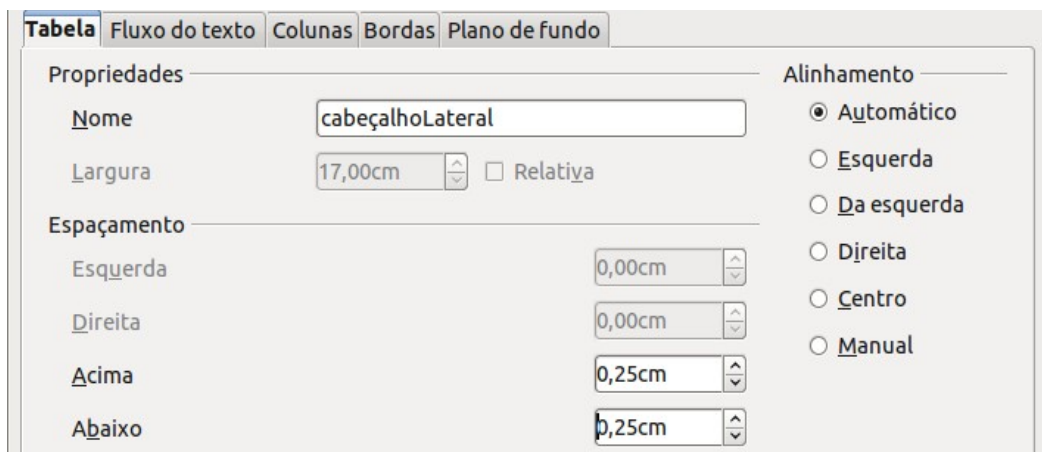 Tabela Fluxo do texto Colunas Bordas Plano de fundo
Propriedades
Nome cabeçalhoLateral
Largura 17,00cm Relativa
Espaçamento
Esquerda 0,00cm
Direita 0,00cm
Acima 0,25cm
Abaixo 0,25cm
Alinhamento
Automático
Esquerda
Da esquerda
Direita
Centro
Manual